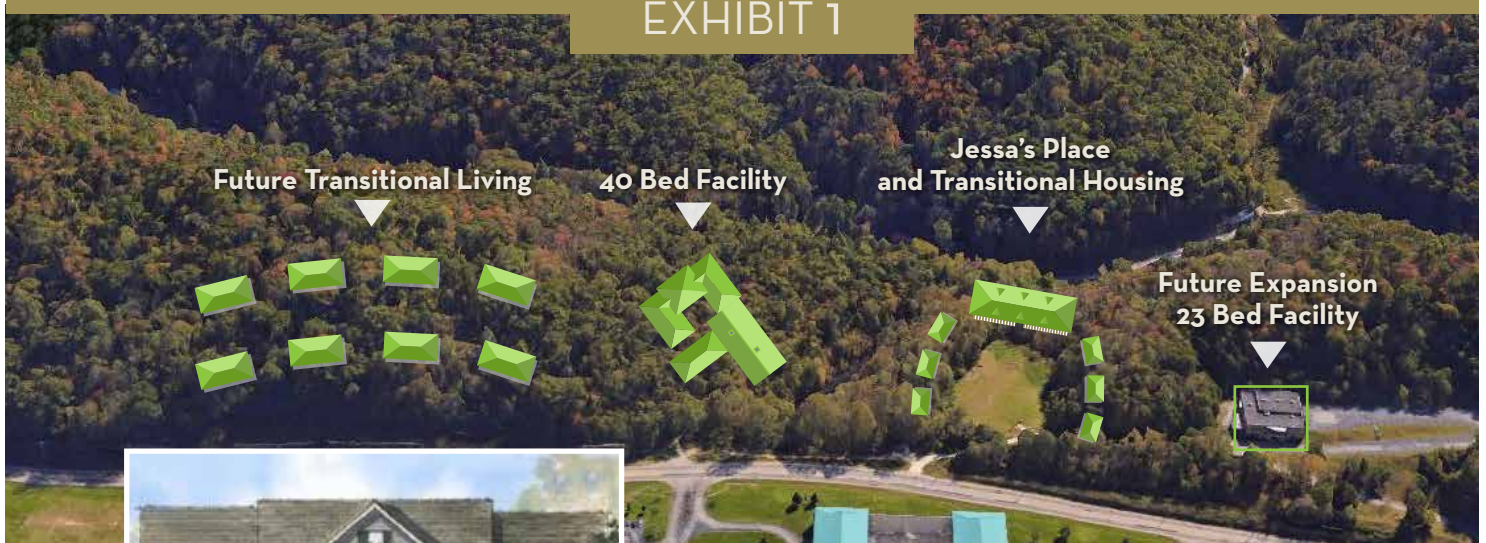 EXHIBIT 1
Future Transitional Living
40 Bed Facility
Jessa's Place
and Transitional Housing
Future Expansion
23 Bed Facility